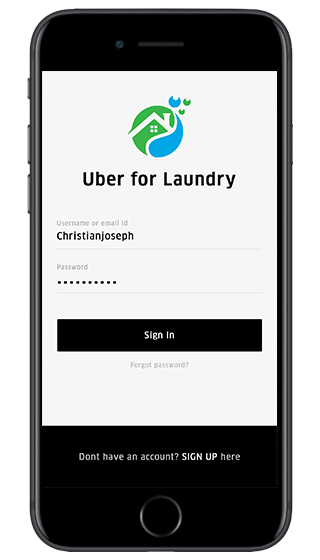 Uber for Laundry
Username or email id
Christianjoseph
Password
••••••••••
Sign In
Forgot password?
Dont have an account? SIGN UP here